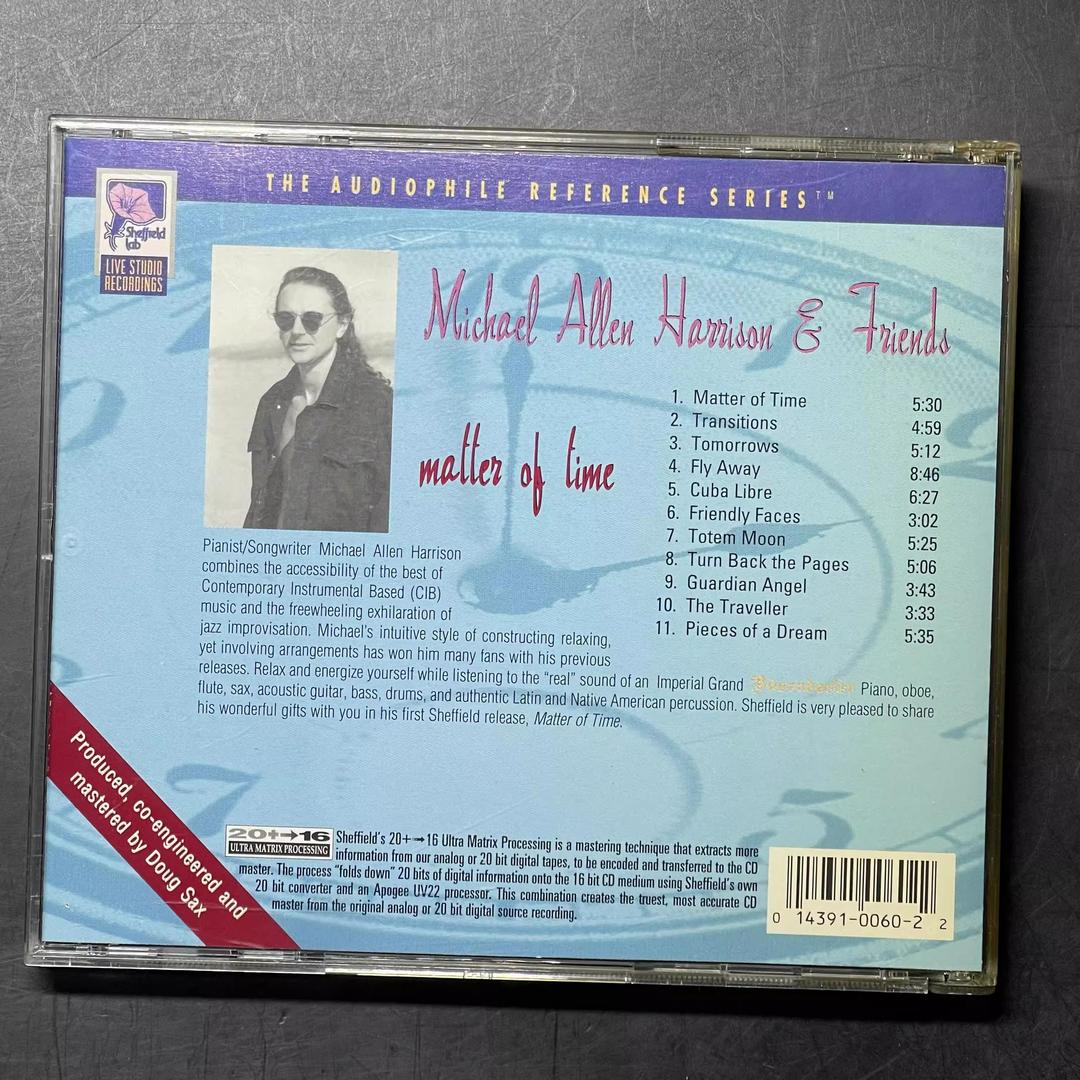 THE AUDIOPHILE REFERENCE SERIES™
Sheffield
lab
LIVE STUDIO
RECORDINGS
Michael Allen Harrison & Friends
matter of time
1. Matter of Time 5:30
2. Transitions 4:59
3. Tomorrows 5:12
4. Fly Away 8:46
5. Cuba Libre 6:27
6. Friendly Faces 3:02
7. Totem Moon 5:25
8. Turn Back the Pages 5:06
9. Guardian Angel 3:43
10. The Traveller 3:33
11. Pieces of a Dream 5:35
Pianist/Songwriter Michael Allen Harrison
combines the accessibility of the best of
Contemporary Instrumental Based (CIB)
music and the freewheeling exhilaration of
jazz improvisation. Michael's intuitive style of constructing relaxing,
yet involving arrangements has won him many fans with his previous
releases. Relax and energize yourself while listening to the "real" sound of an Imperial Grand Bösendorfer Piano, oboe,
flute, sax, acoustic guitar, bass, drums, and authentic Latin and Native American percussion. Sheffield is very pleased to share
his wonderful gifts with you in his first Sheffield release, Matter of Time.
Produced, co-engineered and
mastered by Doug Sax
20+→16
ULTRA MATRIX PROCESSING
Sheffield's 20+→16 Ultra Matrix Processing is a mastering technique that extracts more
information from our analog or 20 bit digital tapes, to be encoded and transferred to the CD
master. The process "folds down" 20 bits of digital information onto the 16 bit CD medium using Sheffield's own
20 bit converter and an Apogee UV22 processor. This combination creates the truest, most accurate CD
master from the original analog or 20 bit digital source recording.
0 14391-0060-2 2